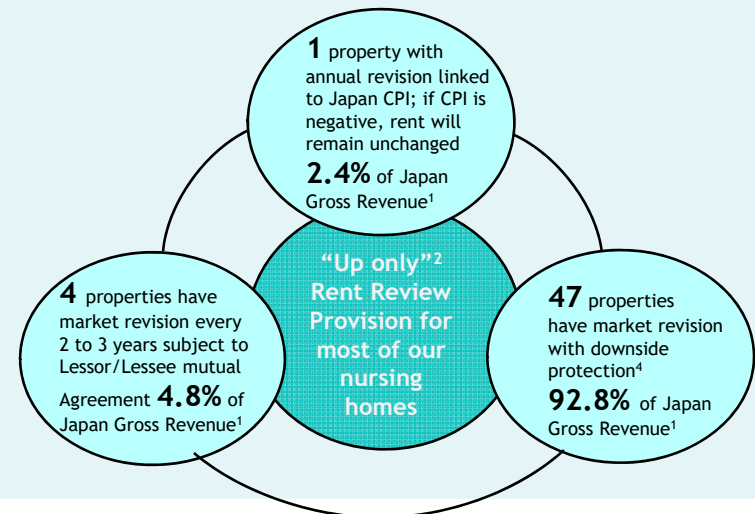 1 property with
annual revision linked
to Japan CPI; if CPI is
negative, rent will
remain unchanged
2.4% of Japan
Gross Revenue¹
“Up only”²
Rent Review
Provision for
most of our
nursing
homes
4 properties have
market revision every
2 to 3 years subject to
Lessor/Lessee mutual
Agreement 4.8% of
Japan Gross Revenue¹
47 properties
have market revision
with downside
protection⁴
92.8% of Japan
Gross Revenue¹